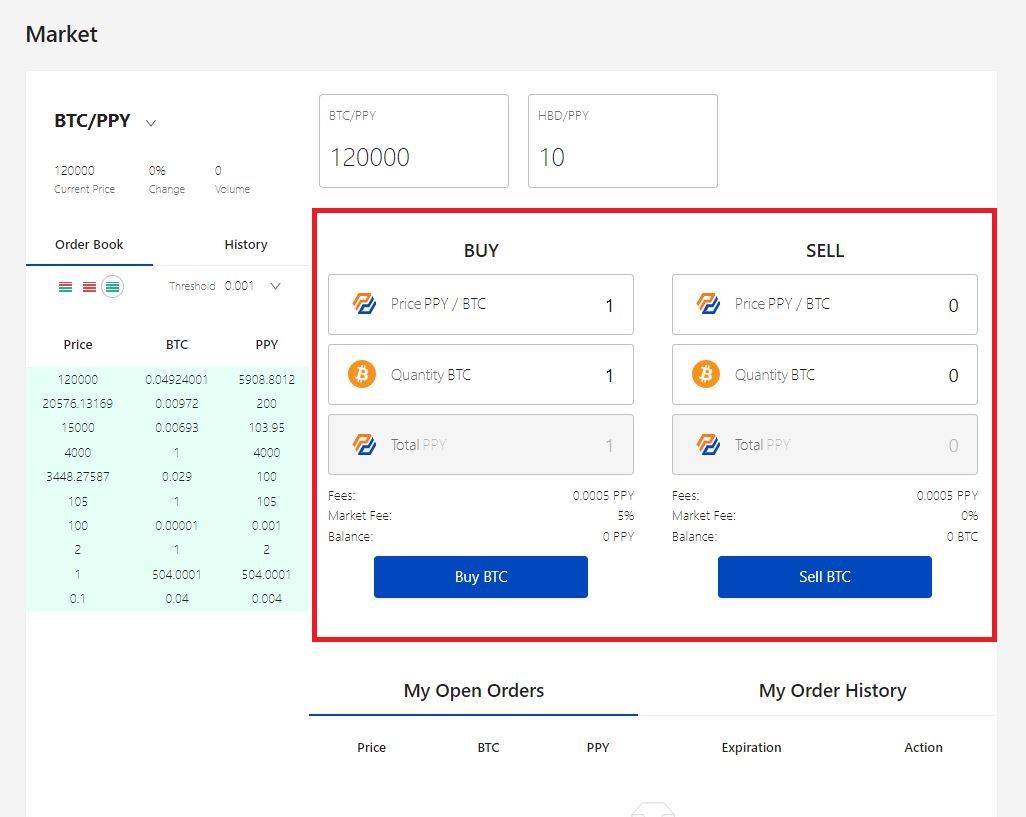 Market
BTC/PPY
120000 0% 0
Current Price Change Volume
BTC/PPY
120000
HBD/PPY
10
Order Book History
Threshold 0.001
Price BTC PPY
120000 0.04924001 5908.8012
20576.13169 0.00972 200
15000 0.00693 103.95
4000 1 4000
3448.27587 0.029 100
105 1 105
100 0.00001 0.001
2 1 2
1 504.0001 504.0001
0.1 0.04 0.004
BUY
Price PPY / BTC 1
Quantity BTC 1
Total PPY 1
Fees: 0.0005 PPY
Market Fee: 5%
Balance: 0 PPY
Buy BTC
SELL
Price PPY / BTC 0
Quantity BTC 0
Total PPY 0
Fees: 0.0005 PPY
Market Fee: 0%
Balance: 0 BTC
Sell BTC
My Open Orders My Order History
Price BTC PPY Expiration Action